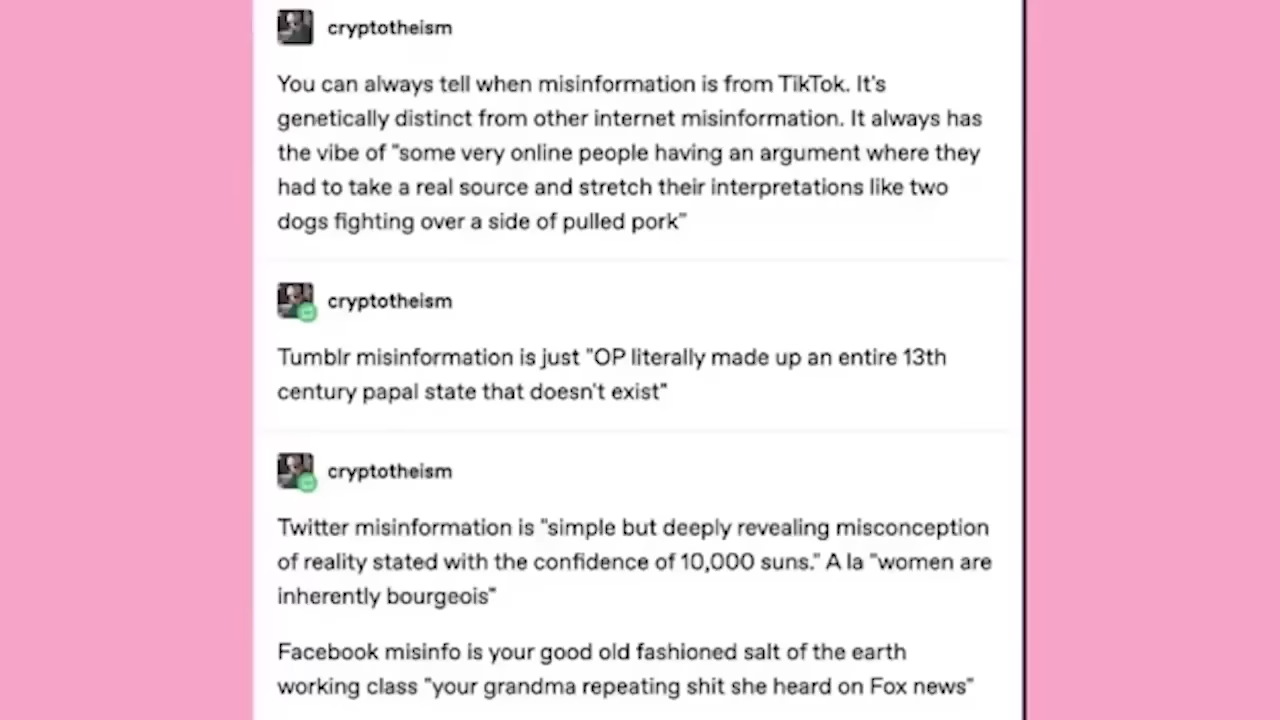 cryptotheism
You can always tell when misinformation is from TikTok. It's
genetically distinct from other internet misinformation. It always has
the vibe of "some very online people having an argument where they
had to take a real source and stretch their interpretations like two
dogs fighting over a side of pulled pork"
cryptotheism
Tumblr misinformation is just "OP literally made up an entire 13th
century papal state that doesn't exist"
cryptotheism
Twitter misinformation is "simple but deeply revealing misconception
of reality stated with the confidence of 10,000 suns." A la "women are
inherently bourgeois"
Facebook misinfo is your good old fashioned salt of the earth
working class "your grandma repeating shit she heard on Fox news"